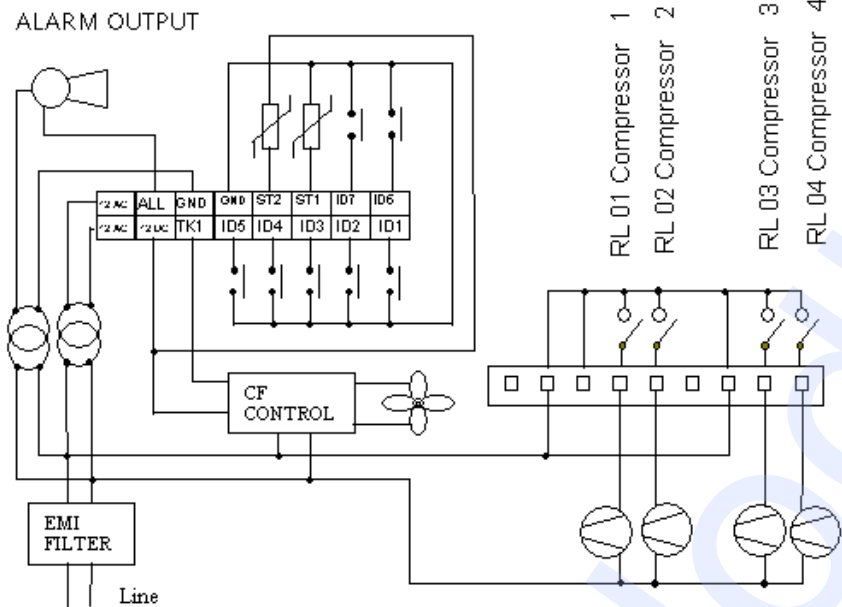 ALARM OUTPUT
RL 01 Compressor 1
RL 02 Compressor 2
RL 03 Compressor 3
RL 04 Compressor 4
ALL GND GND ST2 ST1 ID7 ID6
TK1 ID5 ID4 ID3 ID2 ID1
CF
CONTROL
EMI
FILTER
Line